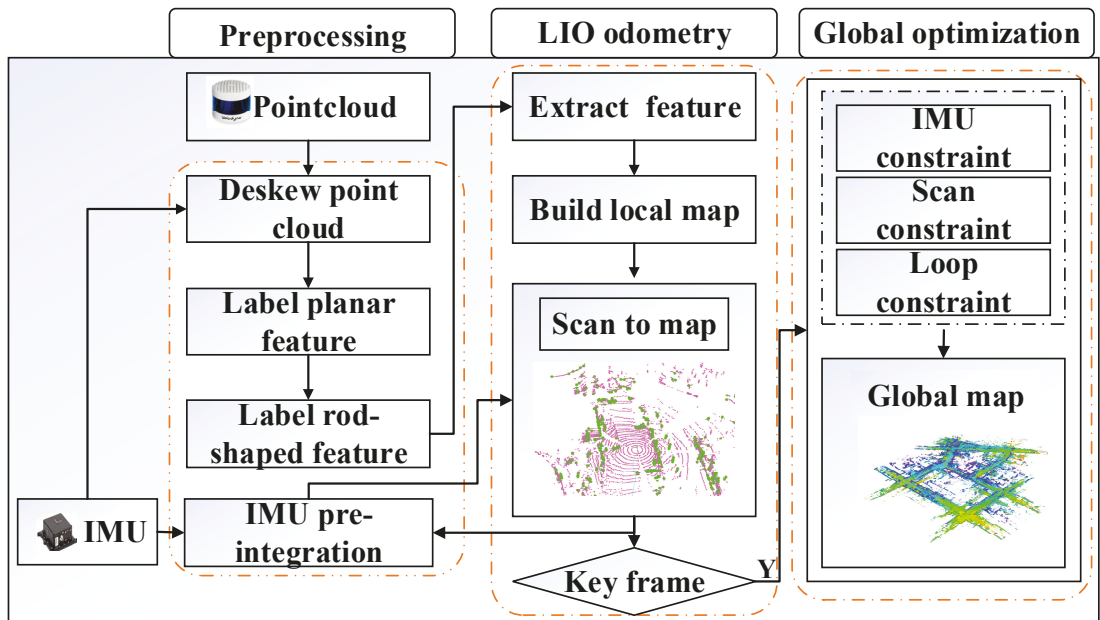 Preprocessing
LIO odometry
Global optimization
Pointcloud
Deskew point
cloud
Label planar
feature
Label rod-
shaped feature
IMU
IMU pre-
integration
Extract feature
Build local map
Scan to map
Key frame
Y
IMU
constraint
Scan
constraint
Loop
constraint
Global map